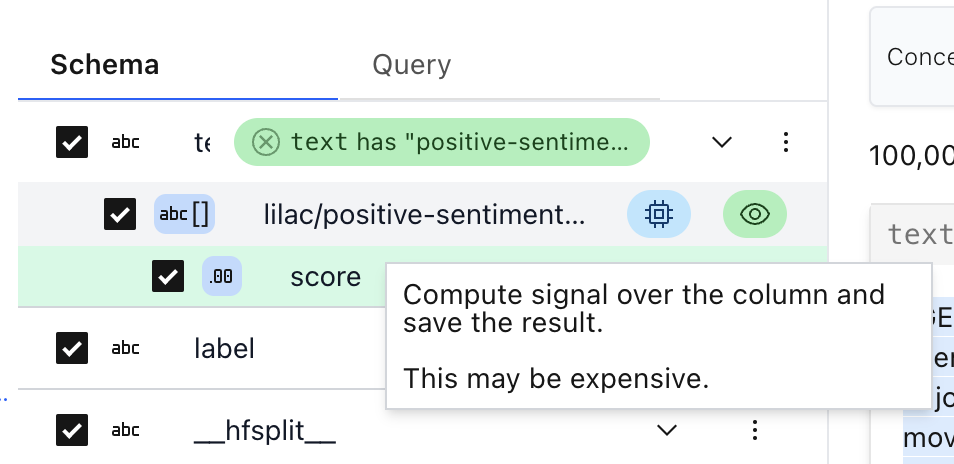 Schema
Query
abc
te
text has "positive-sentime...
abc[]
lilac/positive-sentiment...
.00
score
Compute signal over the column and
save the result.
This may be expensive.
abc
label
abc
__hfsplit__
Conce
100,00
text
GE
er
jo
mov